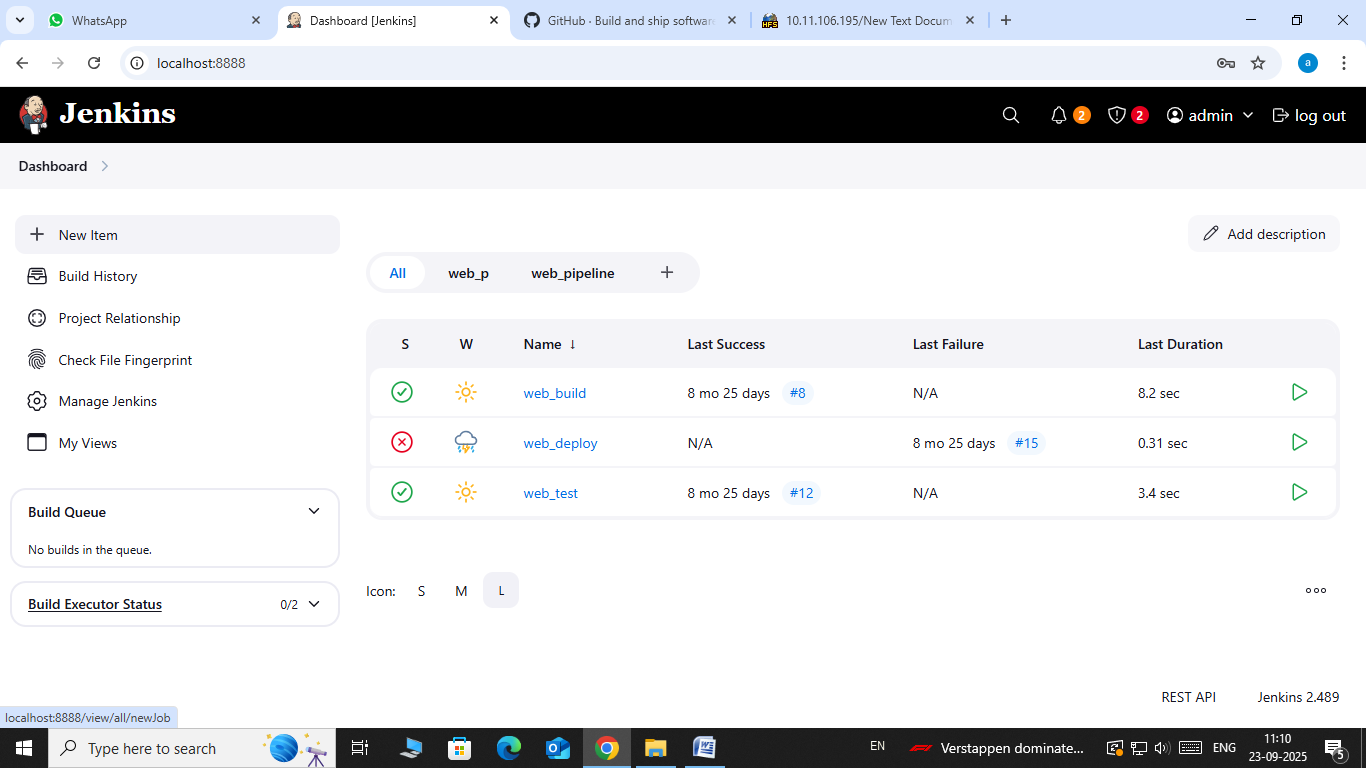 WhatsApp
Dashboard [Jenkins]
GitHub · Build and ship software
10.11.106.195/New Text Docum
localhost:8888
a
Jenkins
2
2
admin
log out
Dashboard
New Item
Build History
Project Relationship
Check File Fingerprint
Manage Jenkins
My Views
Build Queue
No builds in the queue.
Build Executor Status 0/2
Add description
All web_p web_pipeline +
S W Name ↓ Last Success Last Failure Last Duration
web_build 8 mo 25 days #8 N/A 8.2 sec
web_deploy N/A 8 mo 25 days #15 0.31 sec
web_test 8 mo 25 days #12 N/A 3.4 sec
Icon: S M L
REST API Jenkins 2.489
localhost:8888/view/all/newJob
Type here to search
EN
Verstappen dominate...
ENG
11:10
23-09-2025
5